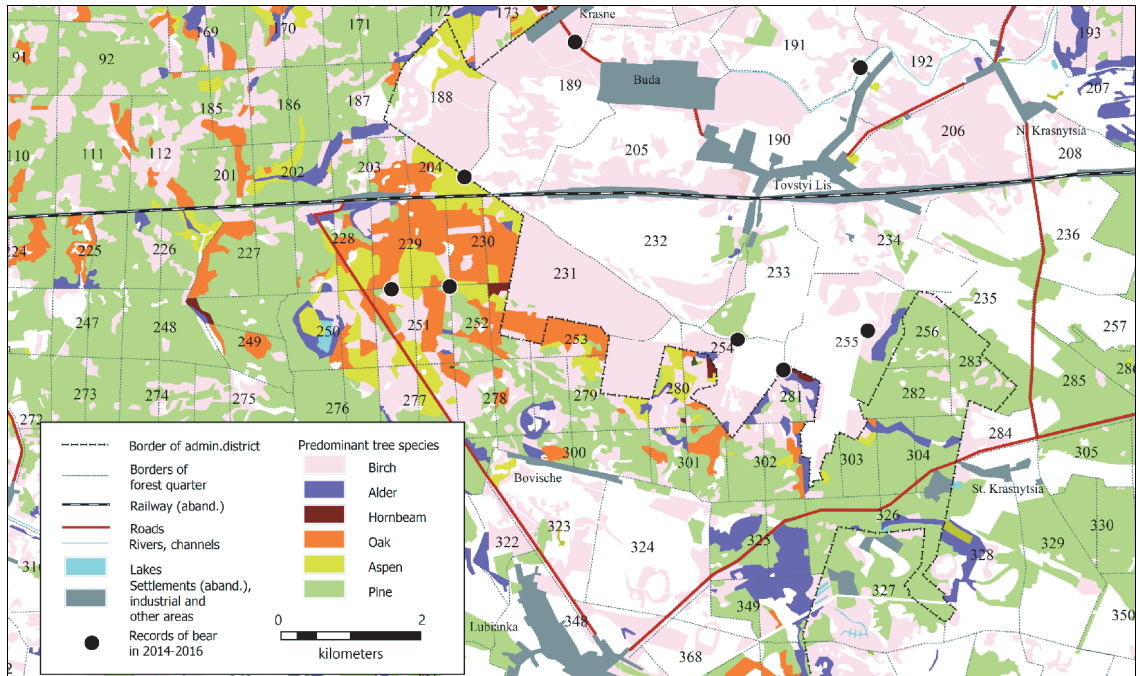 172 173 Krasne
169 170 171 191 193
91 92 192
189 Buda 207
185 186 187 188
206 N. Krasnytsia
110 111 112 203 204 205 190 208
201 202
Tovstyi Lis
224 225 226 227 228 229 230 232 234 236
231 233
235
247 248 250 251 252 257
249 253 254 255 256
283
273 274 275 276 277 278 279 280 281 282 285 286
272
284
300 301 302 303 304 305
Bovische
St. Krasnytsia
326 330
322 323 324 325 328 329
327
349 350
Lubianka 348
368
Border of admin.district
Borders of
forest quarter
Railway (aband.)
Roads
Rivers, channels
Lakes
Settlements (aband.),
industrial and
other areas
Records of bear
in 2014-2016
Predominant tree species
Birch
Alder
Hornbeam
Oak
Aspen
Pine
0 2
kilometers